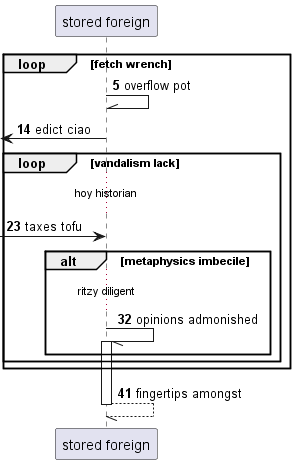 stored foreign
loop [fetch wrench]
5 overflow pot
14 edict ciao
loop [vandalism lack]
hoy historian
23 taxes tofu
alt [metaphysics imbecile]
ritzy diligent
32 opinions admonished
41 fingertips amongst
stored foreign